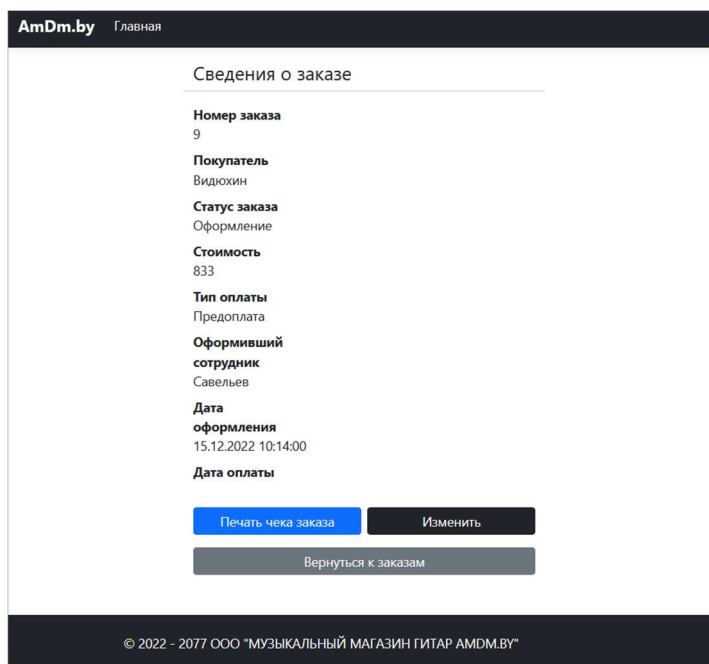 AmDm.by Главная
Сведения о заказе
Номер заказа
9
Покупатель
Видюхин
Статус заказа
Оформление
Стоимость
833
Тип оплаты
Предоплата
Оформивший
сотрудник
Савельев
Дата
оформления
15.12.2022 10:14:00
Дата оплаты
Печать чека заказа Изменить
Вернуться к заказам
© 2022 - 2077 ООО "МУЗЫКАЛЬНЫЙ МАГАЗИН ГИТАР AMDM.BY"